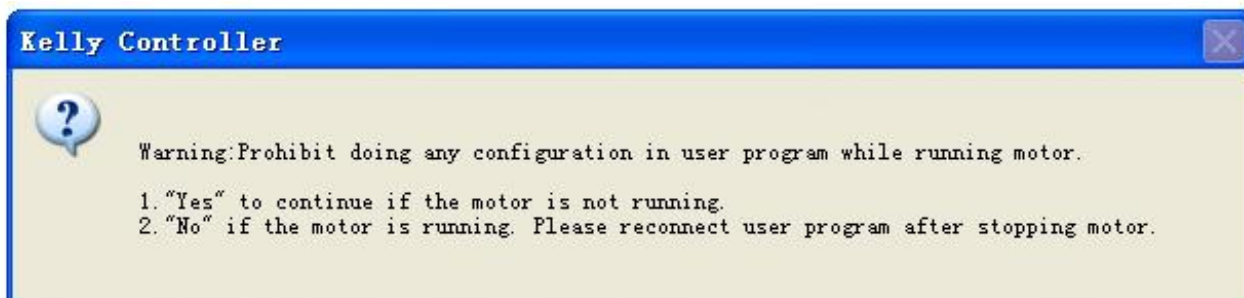 Kelly Controller
?
Warning:Prohibit doing any configuration in user program while running motor.
1."Yes" to continue if the motor is not running.
2."No" if the motor is running. Please reconnect user program after stopping motor.